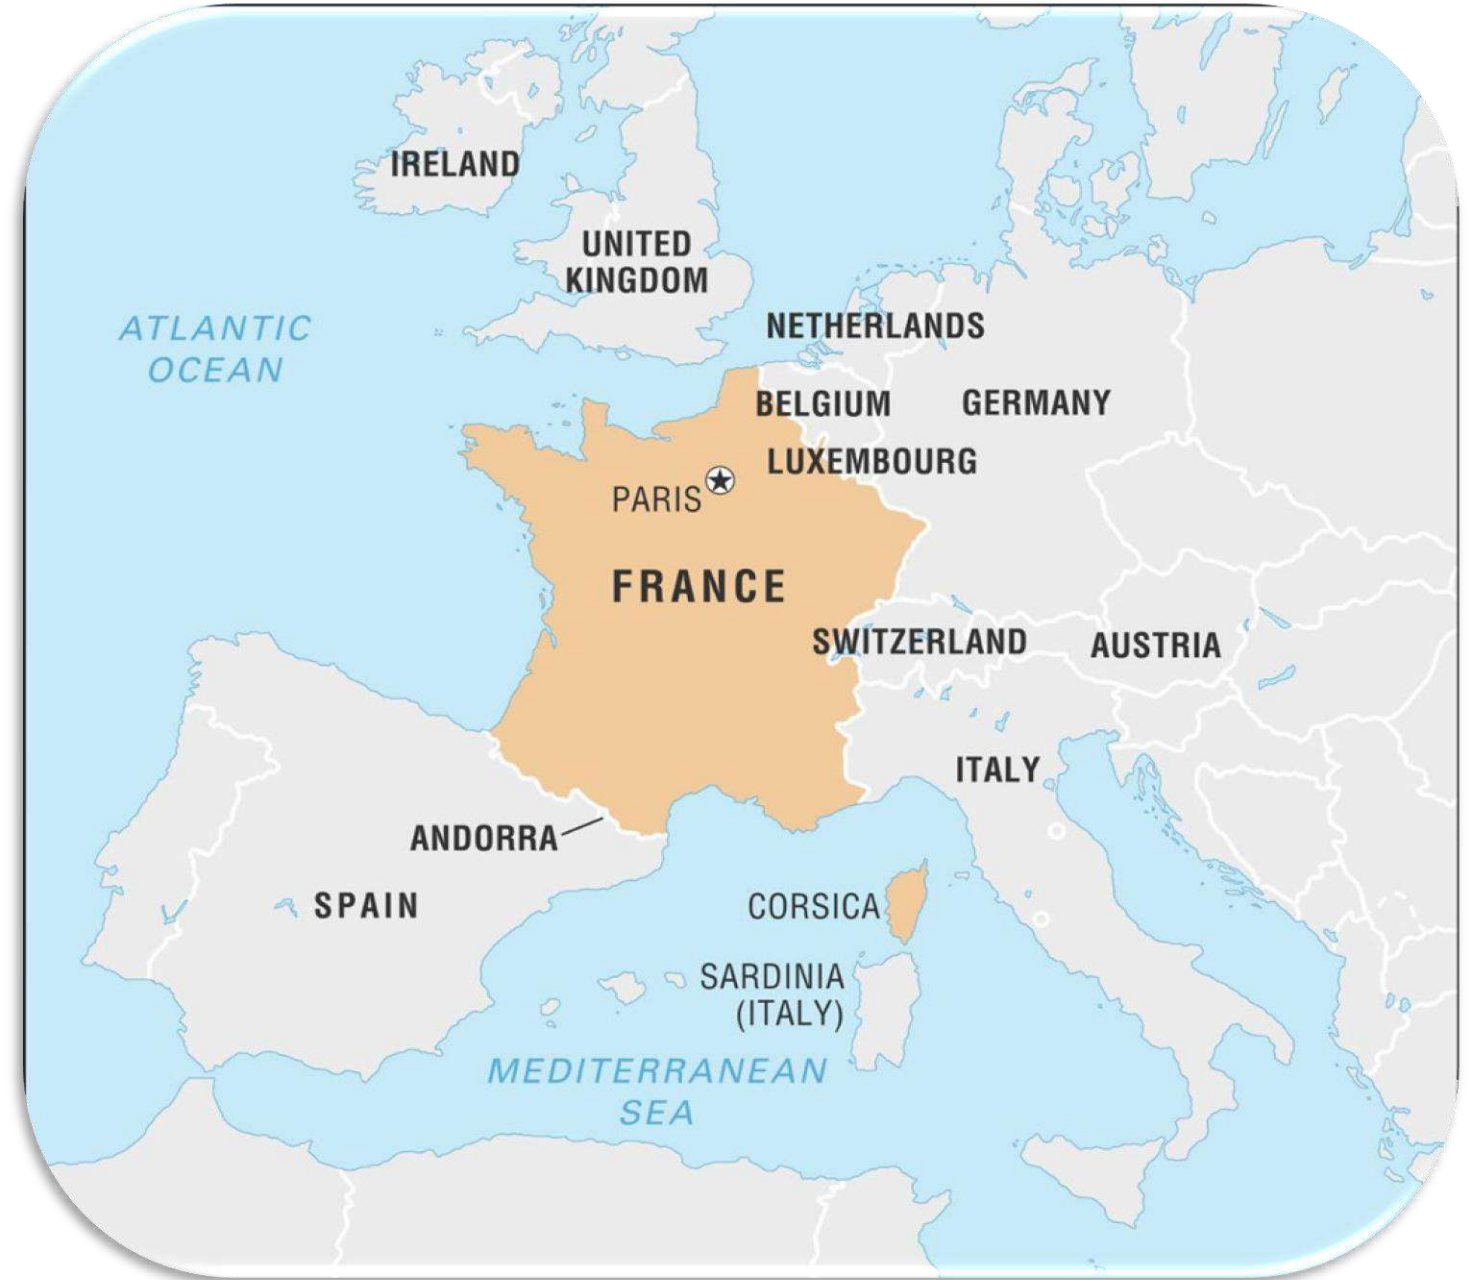 IRELAND
UNITED
KINGDOM
ATLANTIC
OCEAN
NETHERLANDS
BELGIUM
GERMANY
LUXEMBOURG
PARIS
FRANCE
SWITZERLAND
AUSTRIA
ITALY
ANDORRA
SPAIN
CORSICA
SARDINIA
(ITALY)
MEDITERRANEAN
SEA